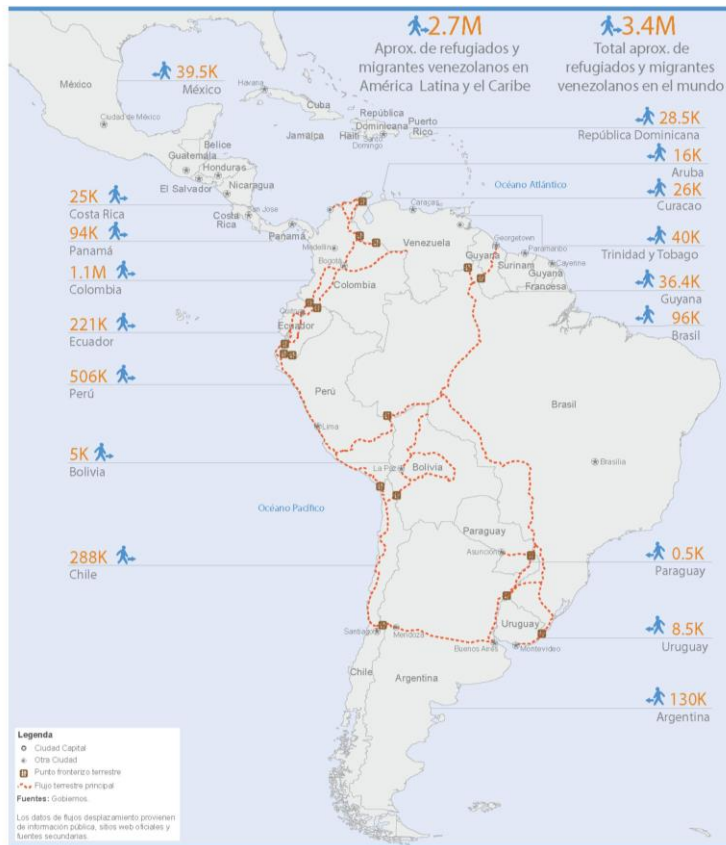 2.7M
Aprox. de refugiados y
migrantes venezolanos en
América Latina y el Caribe
3.4M
Total aprox. de
refugiados y migrantes
venezolanos en el mundo
39.5K
México
México
Ciudad de México
Havana
Cuba
Jamaica
Haití
República
Dominicana
Santo
Domingo
Puerto
Rico
Belice
Guatemala
Honduras
El Salvador
Nicaragua
San Jose
Costa
Rica
Panamá
28.5K
República Dominicana
16K
Aruba
Océano Atlántico
26K
Curacao
40K
Trinidad y Tobago
36.4K
Guyana
96K
Brasil
25K
Costa Rica
94K
Panamá
1.1M
Colombia
221K
Ecuador
506K
Perú
5K
Bolivia
288K
Chile
Caracas
Medellín
Bogotá
Venezuela
Colombia
Georgetown
Guyana
Paramaribo
Surinam
Cayenne
Guyana
Francesa
Ecuador
Perú
Lima
Brasil
Brasilia
La Paz
Bolivia
Océano Pacífico
Paraguay
Asunción
Uruguay
Santiago
Mendoza
Buenos Aires
Montevideo
Chile
Argentina
0.5K
Paraguay
8.5K
Uruguay
130K
Argentina
Legenda
Ciudad Capital
Otra Ciudad
Punto fronterizo terrestre
Flujo terrestre principal
Fuentes: Gobiernos.
Los datos de flujos desplazamiento provienen
de información pública, sitios web oficiales y
fuentes secundarias.